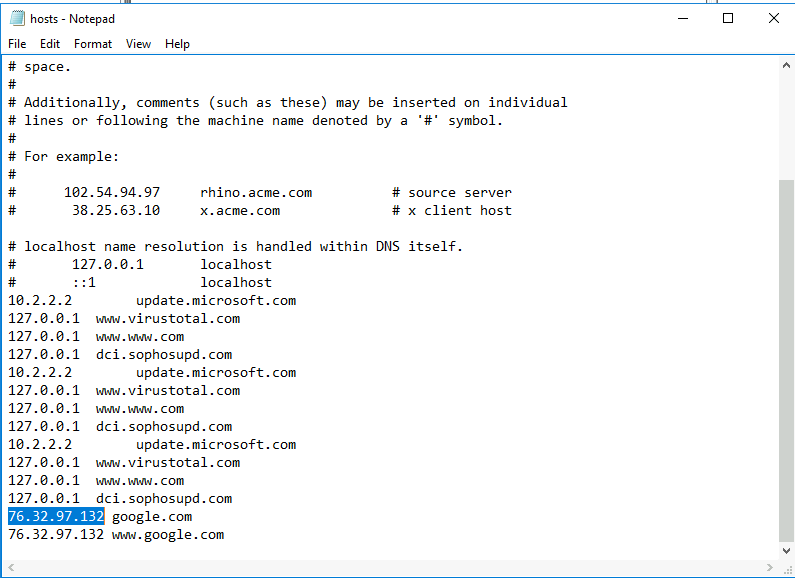 hosts - Notepad
File Edit Format View Help
# space.
#
# Additionally, comments (such as these) may be inserted on individual
# lines or following the machine name denoted by a '#' symbol.
#
# For example:
#
#      102.54.94.97     rhino.acme.com          # source server
#       38.25.63.10     x.acme.com              # x client host

# localhost name resolution is handled within DNS itself.
#       127.0.0.1       localhost
#       ::1             localhost
10.2.2.2        update.microsoft.com
127.0.0.1  www.virustotal.com
127.0.0.1  www.www.com
127.0.0.1  dci.sophosupd.com
10.2.2.2        update.microsoft.com
127.0.0.1  www.virustotal.com
127.0.0.1  www.www.com
127.0.0.1  dci.sophosupd.com
10.2.2.2        update.microsoft.com
127.0.0.1  www.virustotal.com
127.0.0.1  www.www.com
127.0.0.1  dci.sophosupd.com
76.32.97.132 google.com
76.32.97.132 www.google.com